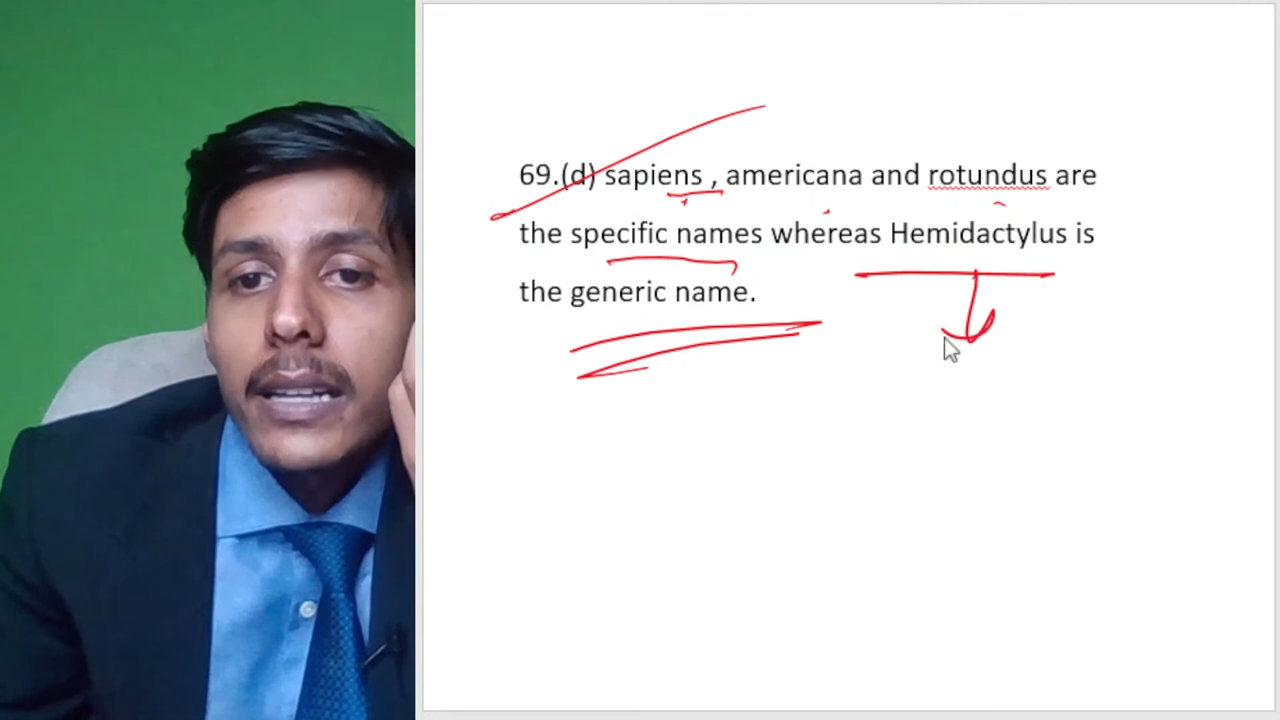 69.(d) sapiens , americana and rotundus are
the specific names whereas Hemidactylus is
the generic name.